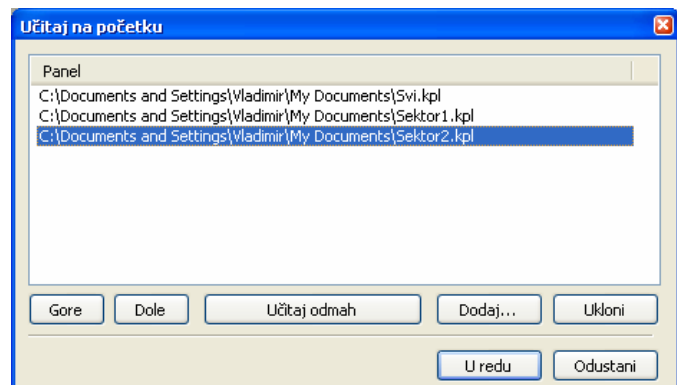 Učitaj na početku
Panel
C:\Documents and Settings\Vladimir\My Documents\Svi.kpl
C:\Documents and Settings\Vladimir\My Documents\Sektor1.kpl
C:\Documents and Settings\Vladimir\My Documents\Sektor2.kpl
Gore Dole Učitaj odmah Dodaj... Ukloni
U redu Odustani